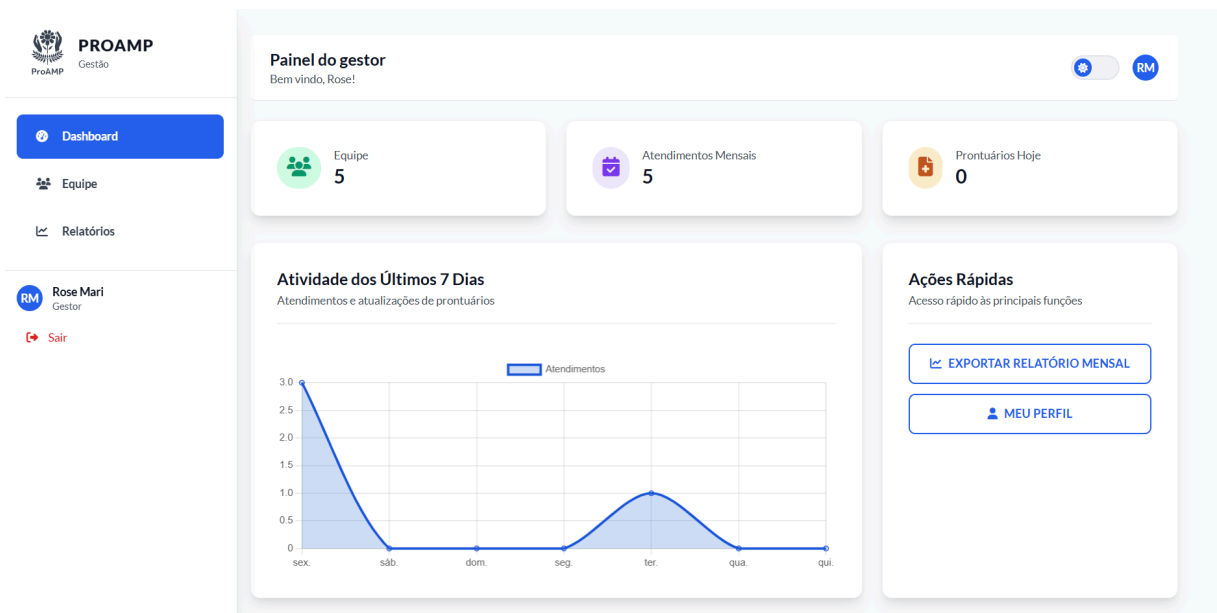 PROAMP
Gestão
ProAMP
Dashboard
Equipe
Relatórios
RM
Rose Mari
Gestor
Sair
Painel do gestor
Bem vindo, Rose!
RM
Equipe
5
Atendimentos Mensais
5
Prontuários Hoje
0
Atividade dos Últimos 7 Dias
Atendimentos e atualizações de prontuários
Atendimentos
3.0
2.5
2.0
1.5
1.0
0.5
0
sex. sáb. dom. seg. ter. qua. qui.
Ações Rápidas
Acesso rápido às principais funções
EXPORTAR RELATÓRIO MENSAL
MEU PERFIL